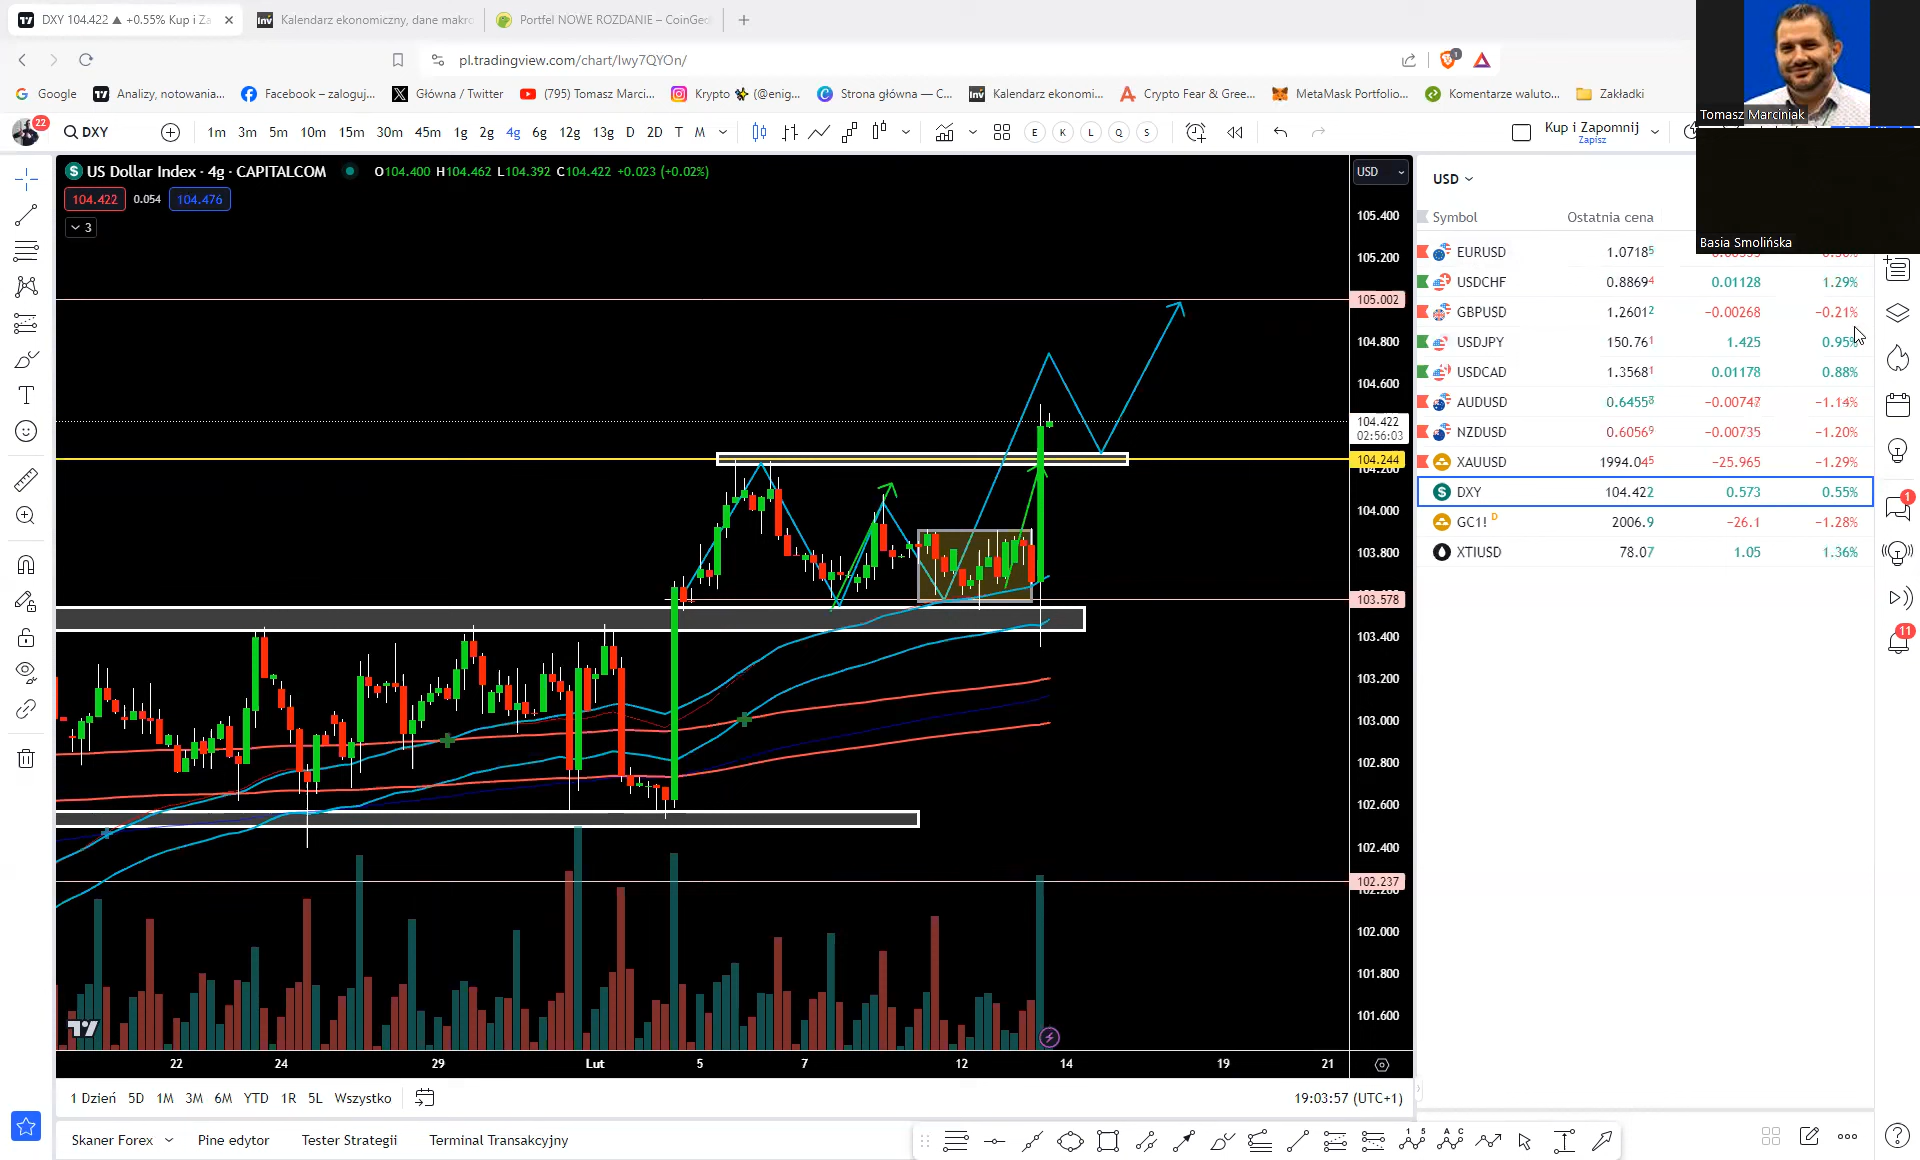 DXY 104.422 ▲ +0.55% Kup i Za
Kalendarz ekonomiczny, dane makro
Portfel NOWE ROZDANIE – CoinGec
pl.tradingview.com/chart/lwy7QYOn/
1
Google
Analizy, notowania...
Facebook – zaloguj...
Główna / Twitter
(795) Tomasz Marci...
Krypto (@enig...
Strona główna — C...
Kalendarz ekonomi...
Crypto Fear & Gree...
MetaMask Portfolio...
Komentarze waluto...
Zakładki
Tomasz Marciniak
22
DXY
1m 3m 5m 10m 15m 30m 45m 1g 2g 4g 6g 12g 13g D 2D T M
E K L Q S
Kup i Zapomnij
Zapisz
US Dollar Index · 4g · CAPITALCOM
O104.400 H104.462 L104.392 C104.422 +0.023 (+0.02%)
104.422 0.054 104.476
3
USD
105.400
105.200
105.002
104.800
104.600
104.422
02:56:03
104.244
104.200
104.000
103.800
103.578
103.400
103.200
103.000
102.800
102.600
102.400
102.237
102.000
101.800
101.600
22 24 29 Lut 5 7 12 14 19 21
USD
Symbol Ostatnia cena
Basia Smolińska
EURUSD 1.07185
USDCHF 0.88694 0.01128 1.29%
GBPUSD 1.26012 −0.00268 −0.21%
USDJPY 150.761 1.425 0.95%
USDCAD 1.35681 0.01178 0.88%
AUDUSD 0.64558 −0.00747 −1.14%
NZDUSD 0.60569 −0.00735 −1.20%
XAUUSD 1994.045 −25.965 −1.29%
DXY 104.422 0.573 0.55%
GC1! D 2006.9 −26.1 −1.28%
XTIUSD 78.07 1.05 1.36%
1
11
1 Dzień 5D 1M 3M 6M YTD 1R 5L Wszystko
19:03:57 (UTC+1)
Skaner Forex Pine edytor Tester Strategii Terminal Transakcyjny